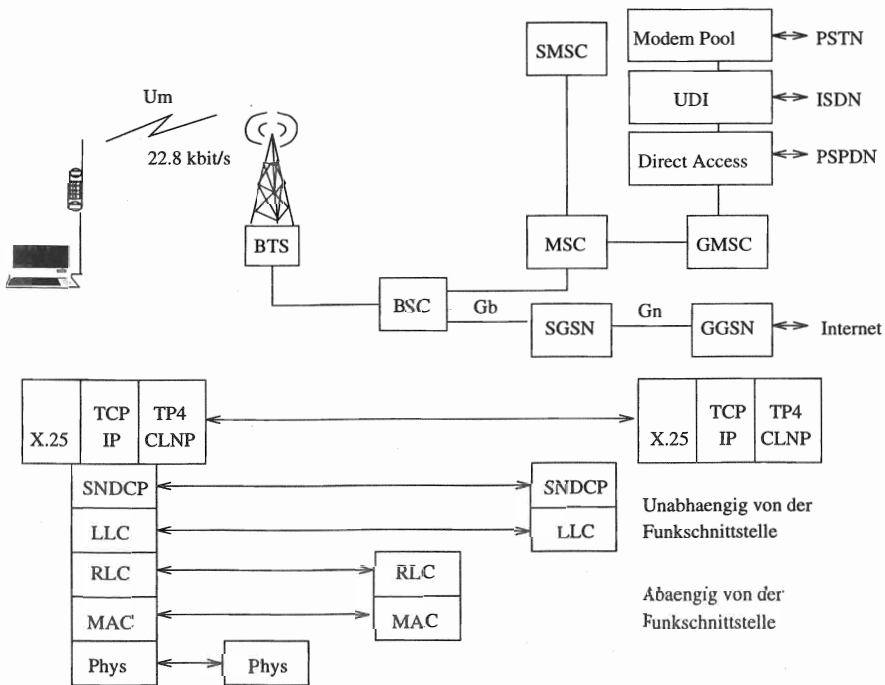 SMSC
Modem Pool
PSTN
Um
UDI
ISDN
22.8 kbit/s
Direct Access
PSPDN
BTS
MSC
GMSC
BSC
Gb
SGSN
Gn
GGSN
Internet
X.25
TCP
IP
TP4
CLNP
X.25
TCP
IP
TP4
CLNP
SNDCP
SNDCP
Unabhaengig von der
Funkschnittstelle
LLC
LLC
RLC
RLC
Abaengig von der
Funkschnittstelle
MAC
MAC
Phys
Phys